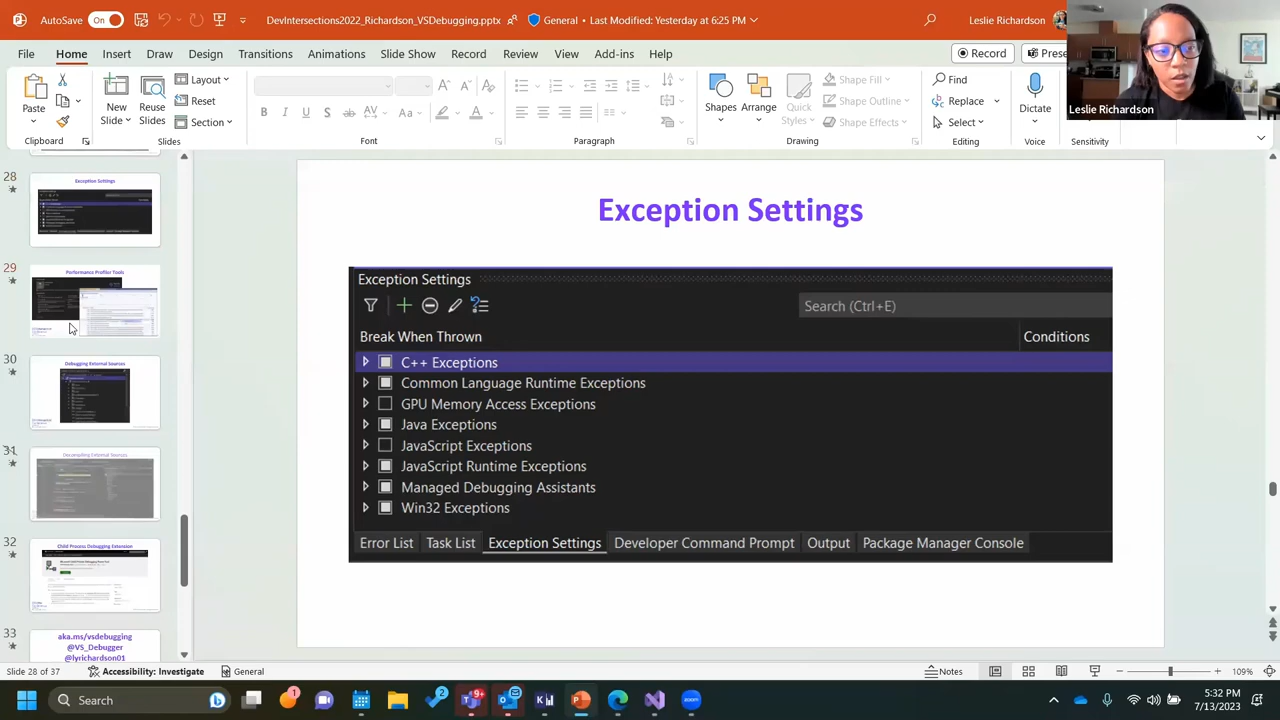 AutoSave On DevIntersections2022_Richardson_VSDebugging.pptx General • Last Modified: Yesterday at 6:25 PM Leslie Richardson
File Home Insert Draw Design Transitions Animations Slide Show Record Review View Add-ins Help Record
Paste New Slide Reuse Slides Layout Reset Section
B I U S AV Aa A A A
Shapes Arrange Quick Styles Shape Fill Shape Outline Shape Effects
Find Replace Select Dictate
Leslie Richardson
Clipboard Slides Font Paragraph Drawing Editing Voice Sensitivity
28
Exception Settings
29
Performance Profiler Tools
30
Debugging External Sources
31
Decompiling External Sources
32
Child Process Debugging Extension
33
aka.ms/vsdebugging
@VS_Debugger
@lyrichardson01
Exception Settings
Exception Settings
Search (Ctrl+E)
Break When Thrown Conditions
C++ Exceptions
Common Language Runtime Exceptions
GPU Memory Access Exceptions
Java Exceptions
JavaScript Exceptions
JavaScript Runtime Exceptions
Managed Debugging Assistants
Win32 Exceptions
Error List Task List Exception Settings Developer Command
Slide 28 of 37 Accessibility: Investigate General Notes 109%
Search 1 2 9+ 5:32 PM
7/13/2023